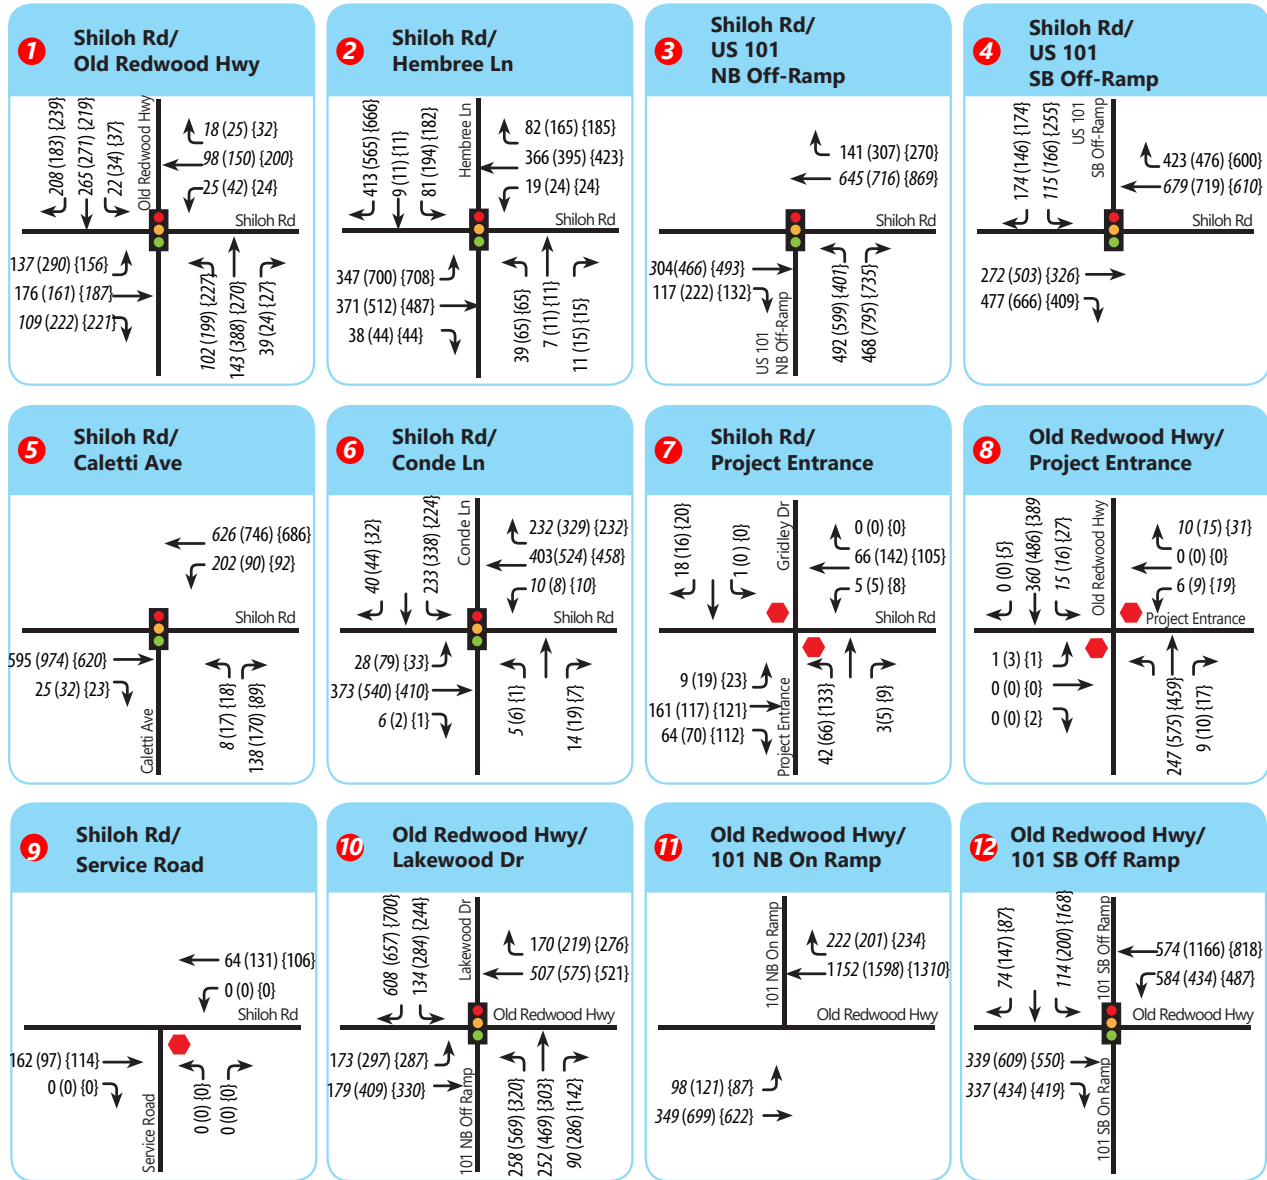 1
Shiloh Rd/
Old Redwood Hwy
208 (183) {239}
265 (271) {219}
22 (34) {37}
Old Redwood Hwy
18 (25) {32}
98 (150) {200}
25 (42) {24}
Shiloh Rd
137 (290) {156}
176 (161) {187}
109 (222) {221}
102 (199) {227}
143 (388) {270}
39 (24) {27}
2
Shiloh Rd/
Hembree Ln
413 (565) {666}
9 (11) {11}
81 (194) {182}
Hembree Ln
82 (165) {185}
366 (395) {423}
19 (24) {24}
Shiloh Rd
347 (700) {708}
371 (512) {487}
38 (44) {44}
39 (65) {65}
7 (11) {11}
11 (15) {15}
3
Shiloh Rd/
US 101
NB Off-Ramp
141 (307) {270}
645 (716) {869}
Shiloh Rd
304(466) {493}
117 (222) {132}
US 101
NB Off-Ramp
492 (599) {401}
468 (795) {735}
4
Shiloh Rd/
US 101
SB Off-Ramp
174 (146) {174}
115 (166) {255}
US 101
SB Off-Ramp
423 (476) {600}
679 (719) {610}
Shiloh Rd
272 (503) {326}
477 (666) {409}
5
Shiloh Rd/
Caletti Ave
626 (746) {686}
202 (90) {92}
Shiloh Rd
595 (974) {620}
25 (32) {23}
Caletti Ave
8 (17) {18}
138 (170) {89}
6
Shiloh Rd/
Conde Ln
40 (44) {32}
233 (338) {224}
Conde Ln
232 (329) {232}
403(524) {458}
10 (8) {10}
Shiloh Rd
28 (79) {33}
373 (540) {410}
6 (2) {1}
5 (6) {1}
14 (19) {7}
7
Shiloh Rd/
Project Entrance
18 (16) {20}
1 (0 ) {0}
Gridley Dr
0 (0) {0}
66 (142) {105}
5 (5) {8}
Shiloh Rd
9 (19) {23}
161 (117) {121}
64 (70) {112}
Project Entrance
42 (66) {133}
3(5) {9}
8
Old Redwood Hwy/
Project Entrance
0 (0) {5}
360 (486) {389
15 (16) {27}
Old Redwood Hwy
10 (15) {31}
0 (0) {0}
6 (9) {19}
Project Entrance
1 (3) {1}
0 (0) {0}
0 (0) {2}
247 (575) {459}
9 (10) {17}
9
Shiloh Rd/
Service Road
64 (131) {106}
0 (0) {0}
Shiloh Rd
162 (97) {114}
0 (0) {0}
Service Road
0 (0) {0}
0 (0) {0}
10
Old Redwood Hwy/
Lakewood Dr
608 (657) {700}
134 (284) {244}
Lakewood Dr
170 (219) {276}
507 (575) {521}
Old Redwood Hwy
173 (297) {287}
179 (409) {330}
101 NB Off Ramp
258 (569) {320}
252 (469) {303}
90 (286) {142}
11
Old Redwood Hwy/
101 NB On Ramp
101 NB On Ramp
222 (201) {234}
1152 (1598) {1310}
Old Redwood Hwy
98 (121) {87}
349 (699) {622}
12
Old Redwood Hwy/
101 SB Off Ramp
74 (147) {87}
114 (200) {168}
101 SB Off Ramp
574 (1166) {818}
584 (434) {487}
Old Redwood Hwy
339 (609) {550}
337 (434) {419}
101 SB On Ramp